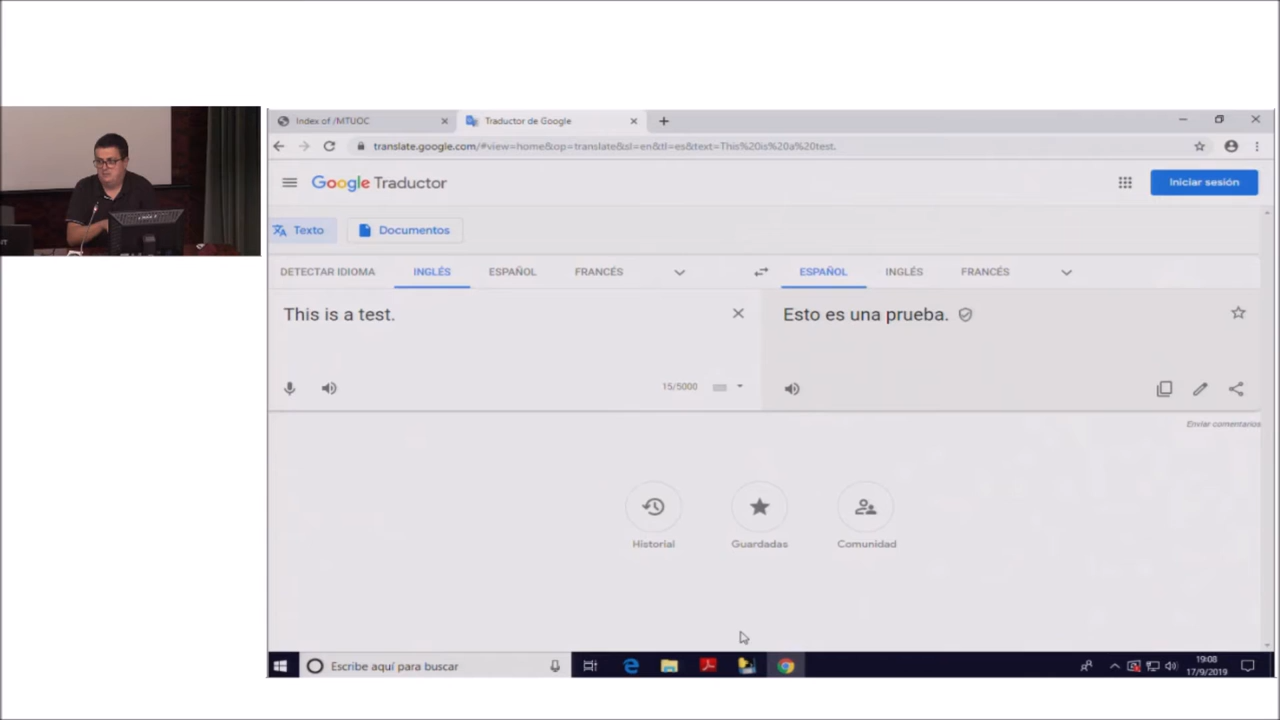 Index of /MTUOC
Traductor de Google
translate.google.com/#view=home&op=translate&sl=en&tl=es&text=This%20is%20a%20test.
Google Traductor
Iniciar sesión
Texto
Documentos
DETECTAR IDIOMA INGLÉS ESPAÑOL FRANCÉS
ESPAÑOL INGLÉS FRANCÉS
This is a test.
Esto es una prueba.
15/5000
Enviar comentarios
Historial
Guardadas
Comunidad
Escribe aquí para buscar
19:08
17/9/2019